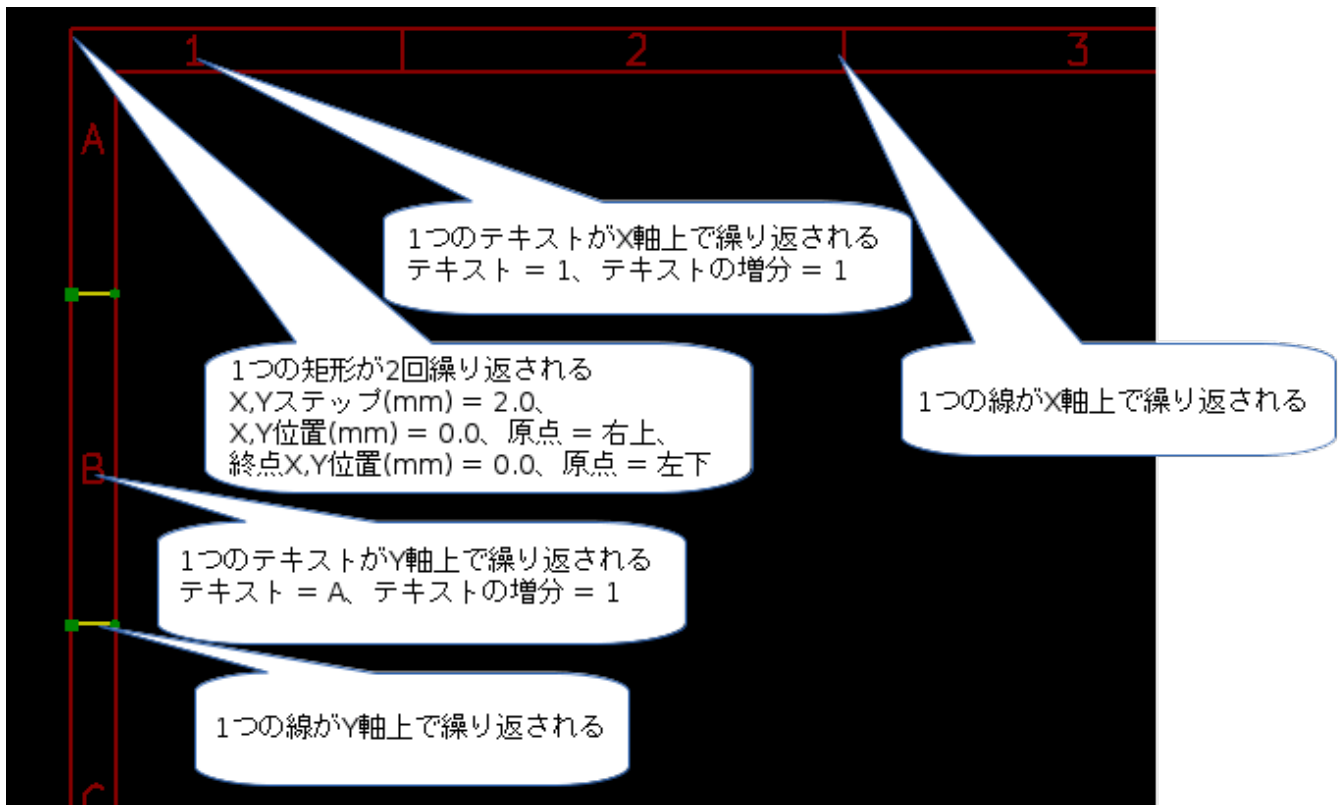 1 2 3
A
1つのテキストがX軸上で繰り返される
テキスト = 1、テキストの増分 = 1
1つの矩形が2回繰り返される
X,Yステップ(mm) = 2.0、
X,Y位置(mm) = 0.0、原点 = 右上、
終点X,Y位置(mm) = 0.0、原点 = 左下
1つの線がX軸上で繰り返される
B
1つのテキストがY軸上で繰り返される
テキスト = A、テキストの増分 = 1
1つの線がY軸上で繰り返される
C